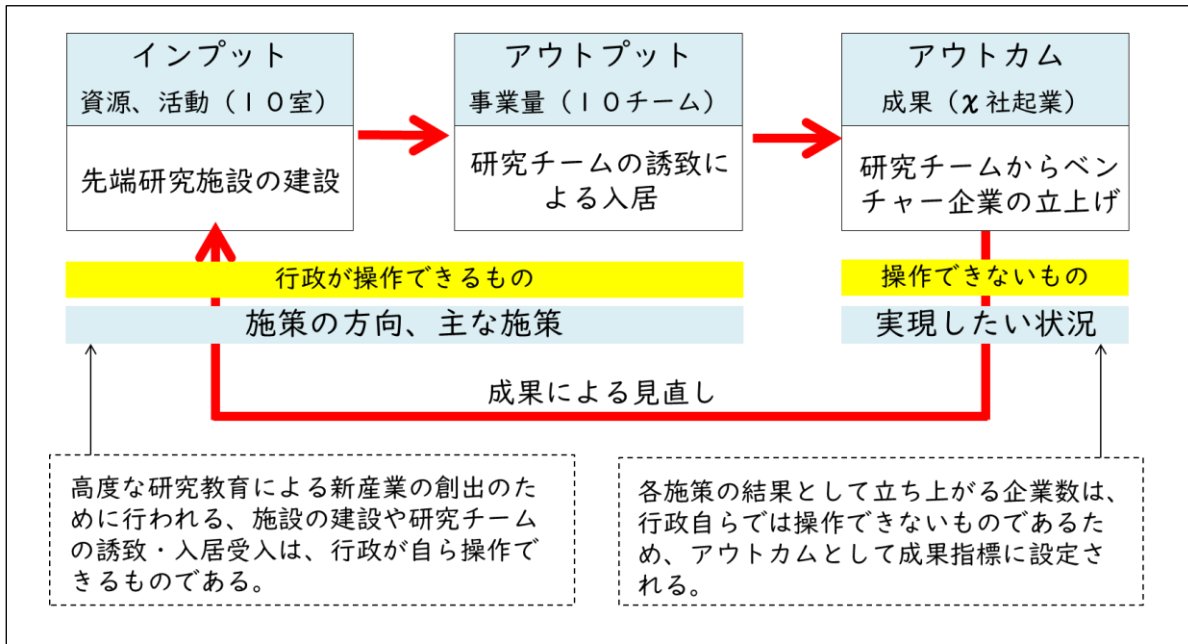 インプット
資源、活動（１０室）
先端研究施設の建設
アウトプット
事業量（１０チーム）
研究チームの誘致に
よる入居
アウトカム
成果（χ社起業）
研究チームからベン
チャー企業の立上げ
行政が操作できるもの
操作できないもの
施策の方向、主な施策
実現したい状況
成果による見直し
高度な研究教育による新産業の創出のた
めに行われる、施設の建設や研究チーム
の誘致・入居受入は、行政が自ら操作で
きるものである。
各施策の結果として立ち上がる企業数は、
行政自らでは操作できないものであるた
め、アウトカムとして成果指標に設定さ
れる。